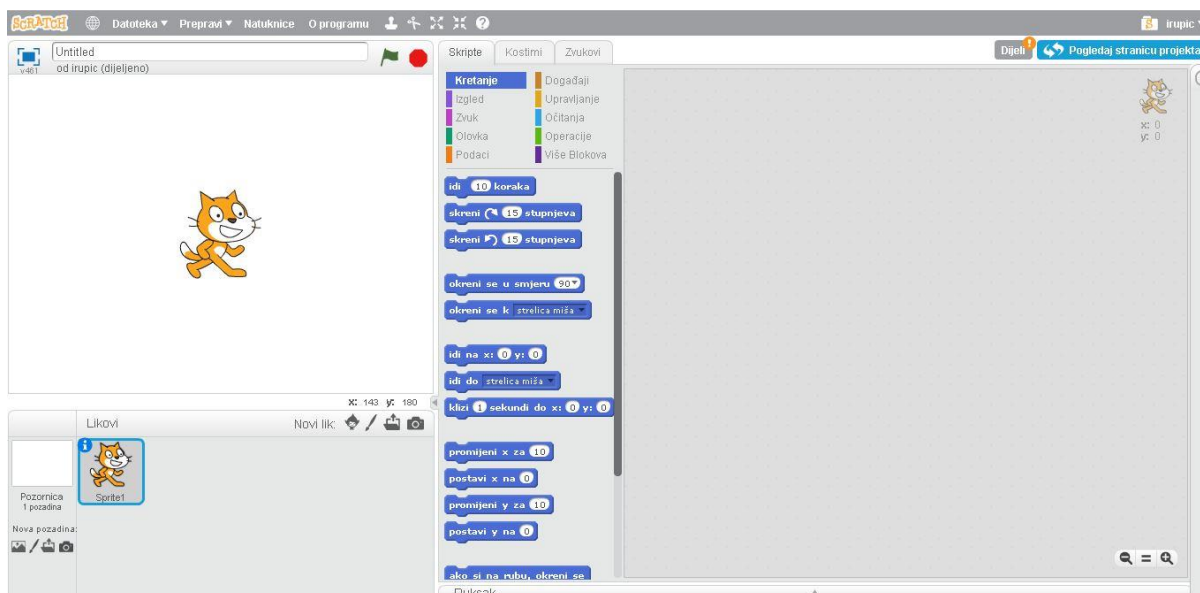 SCRATCH Datoteka Prepravi Natuknice O programu irupic
Untitled
v461 od irupic (dijeljeno)
Skripte Kostimi Zvukovi
Dijeli Pogledaj stranicu projekta
Kretanje Događaji
Izgled Upravljanje
Zvuk Očitanja
Olovka Operacije
Podaci Više Blokova
x: 0
y: 0
idi 10 koraka
skreni 15 stupnjeva
skreni 15 stupnjeva
okreni se u smjeru 90
okreni se k strelica miša
idi na x: 0 y: 0
idi do strelica miša
klizi 1 sekundi do x: 0 y: 0
promijeni x za 10
postavi x na 0
promijeni y za 10
postavi y na 0
ako si na rubu, okreni se
x: 143 y: 180
Likovi Novi lik:
Sprite1
Pozornica
1 pozadina
Nova pozadina:
Ruksak